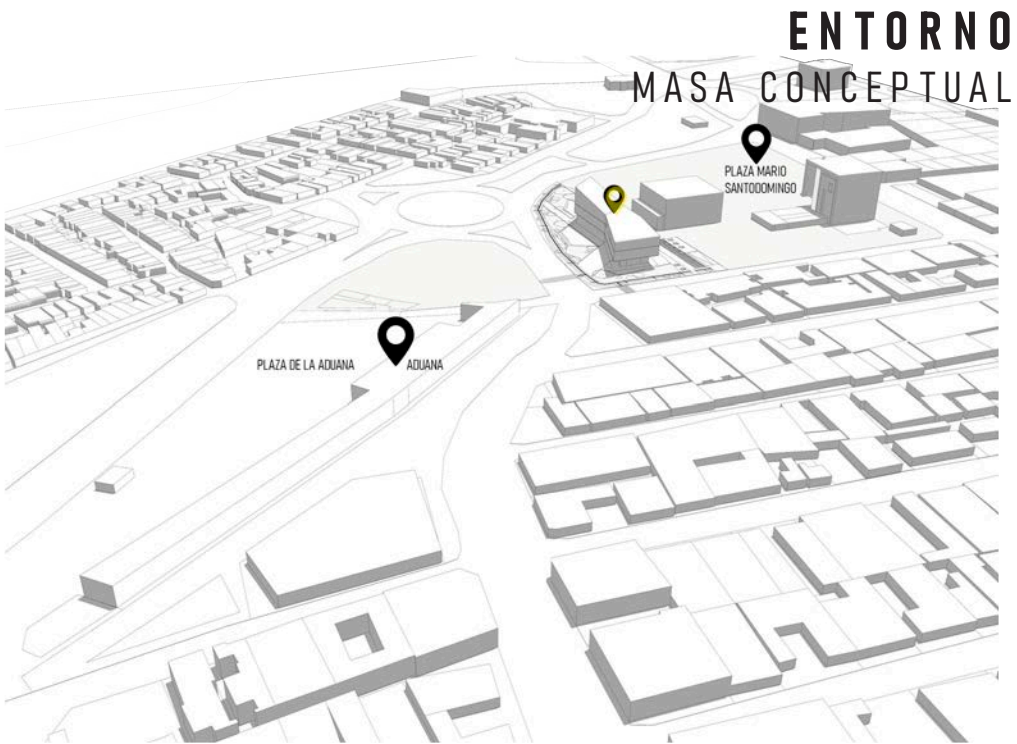 ENTORNO
MASA CONCEPTUAL
PLAZA MARIO
SANTODOMINGO
PLAZA DE LA ADUANA
ADUANA